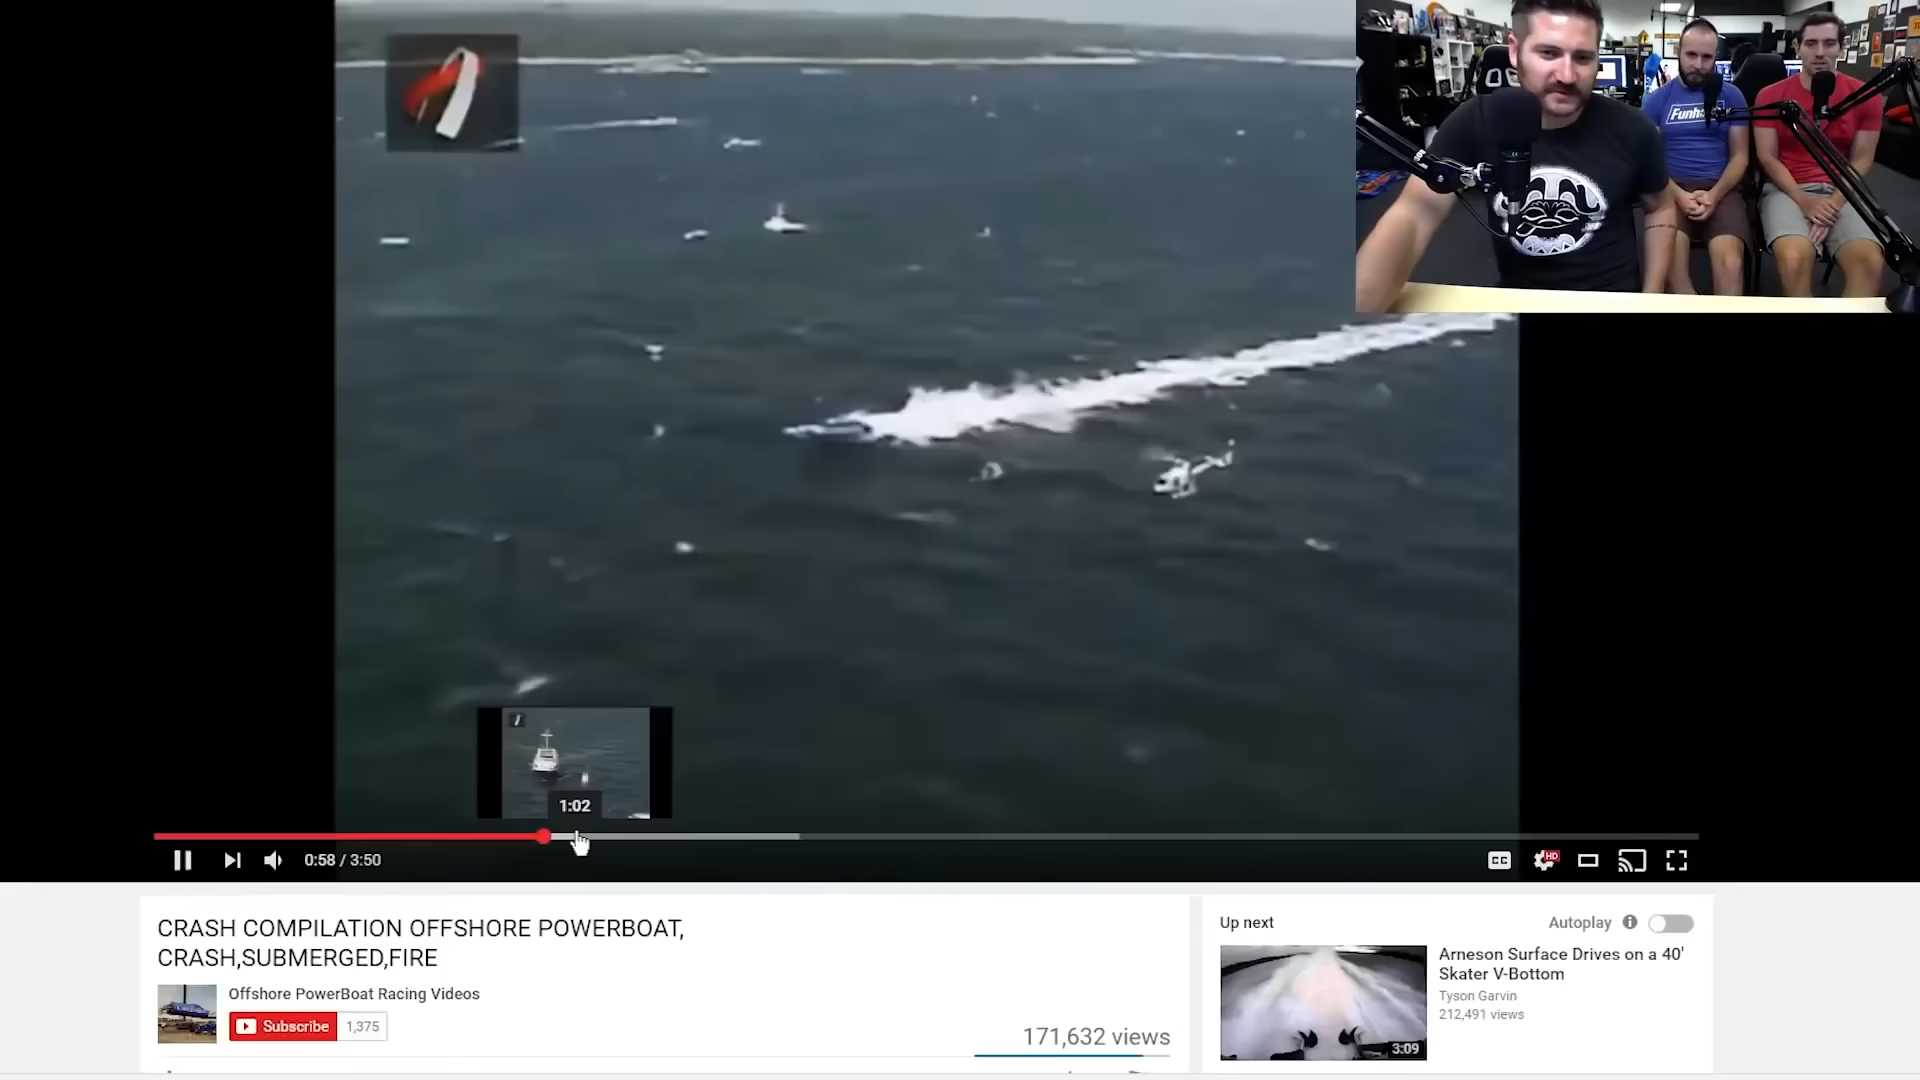 Funh
1:02
0:58 / 3:50
CC
HD
CRASH COMPILATION OFFSHORE POWERBOAT,
CRASH,SUBMERGED,FIRE
Offshore PowerBoat Racing Videos
Subscribe 1,375
171,632 views
Up next
Autoplay
Arneson Surface Drives on a 40'
Skater V-Bottom
Tyson Garvin
212,491 views
3:09